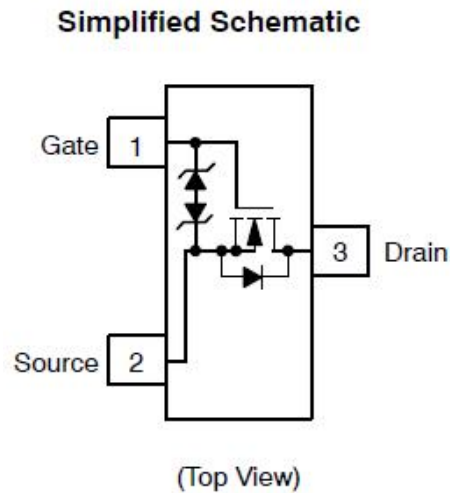 Simplified Schematic
Gate 1
3 Drain
Source 2
(Top View)